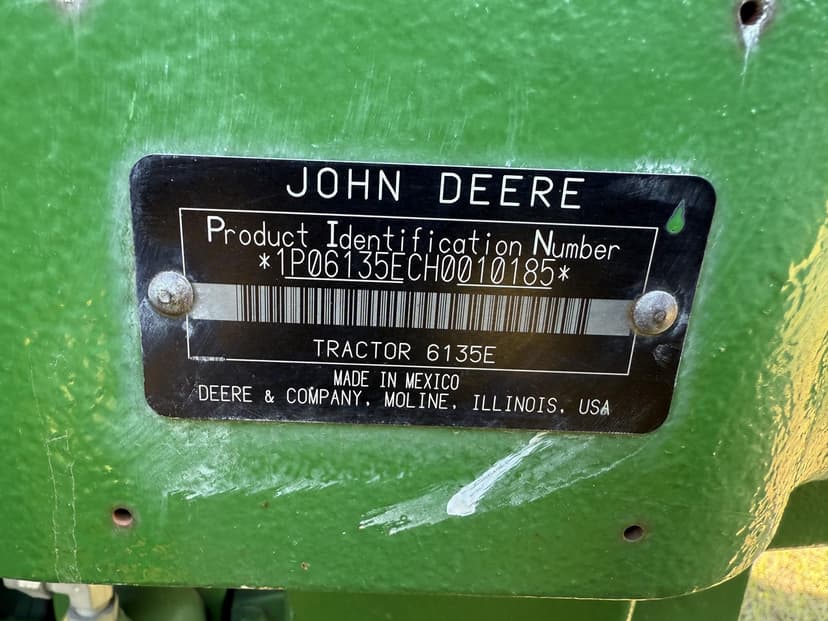 JOHN DEERE
Product Identification Number
*1P06135ECH0010185*
TRACTOR 6135E
MADE IN MEXICO
DEERE & COMPANY, MOLINE, ILLINOIS, USA